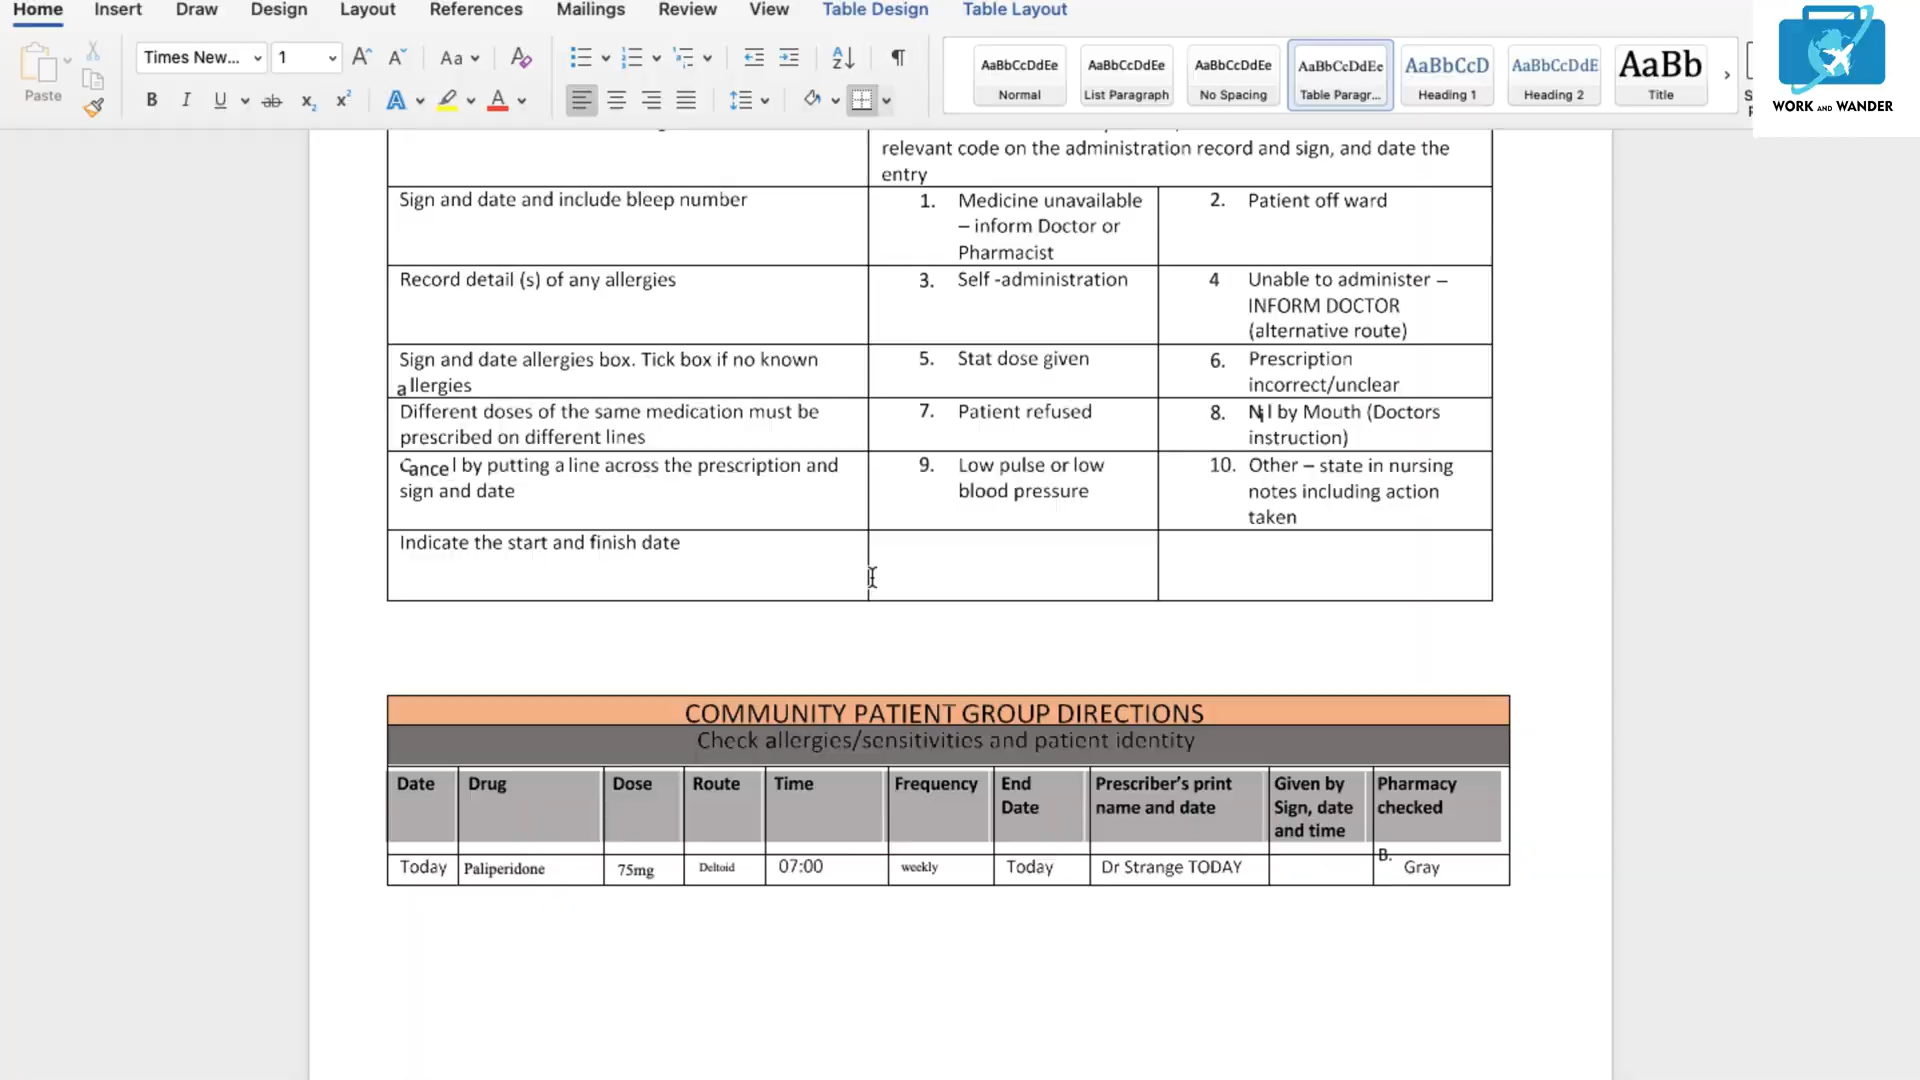 Home Insert Draw Design Layout References Mailings Review View Table Design Table Layout
Paste
Times New... 1
Aa
AaBbCcDdEe Normal
AaBbCcDdEe List Paragraph
AaBbCcDdEe No Spacing
AaBbCcDdEe Table Paragr...
AaBbCcD Heading 1
AaBbCcDdE Heading 2
AaBb Title
WORK AND WANDER
relevant code on the administration record and sign, and date the
entry
Sign and date and include bleep number
1. Medicine unavailable
– inform Doctor or
Pharmacist
2. Patient off ward
Record detail (s) of any allergies
3. Self -administration
4 Unable to administer –
INFORM DOCTOR
(alternative route)
Sign and date allergies box. Tick box if no known
allergies
5. Stat dose given
6. Prescription
incorrect/unclear
Different doses of the same medication must be
prescribed on different lines
7. Patient refused
8. Nil by Mouth (Doctors
instruction)
Cancel by putting a line across the prescription and
sign and date
9. Low pulse or low
blood pressure
10. Other – state in nursing
notes including action
taken
Indicate the start and finish date
COMMUNITY PATIENT GROUP DIRECTIONS
Check allergies/sensitivities and patient identity
Date
Drug
Dose
Route
Time
Frequency
End
Date
Prescriber's print
name and date
Given by
Sign, date
and time
Pharmacy
checked
Today
Paliperidone
75mg
Deltoid
07:00
weekly
Today
Dr Strange TODAY
B.
Gray